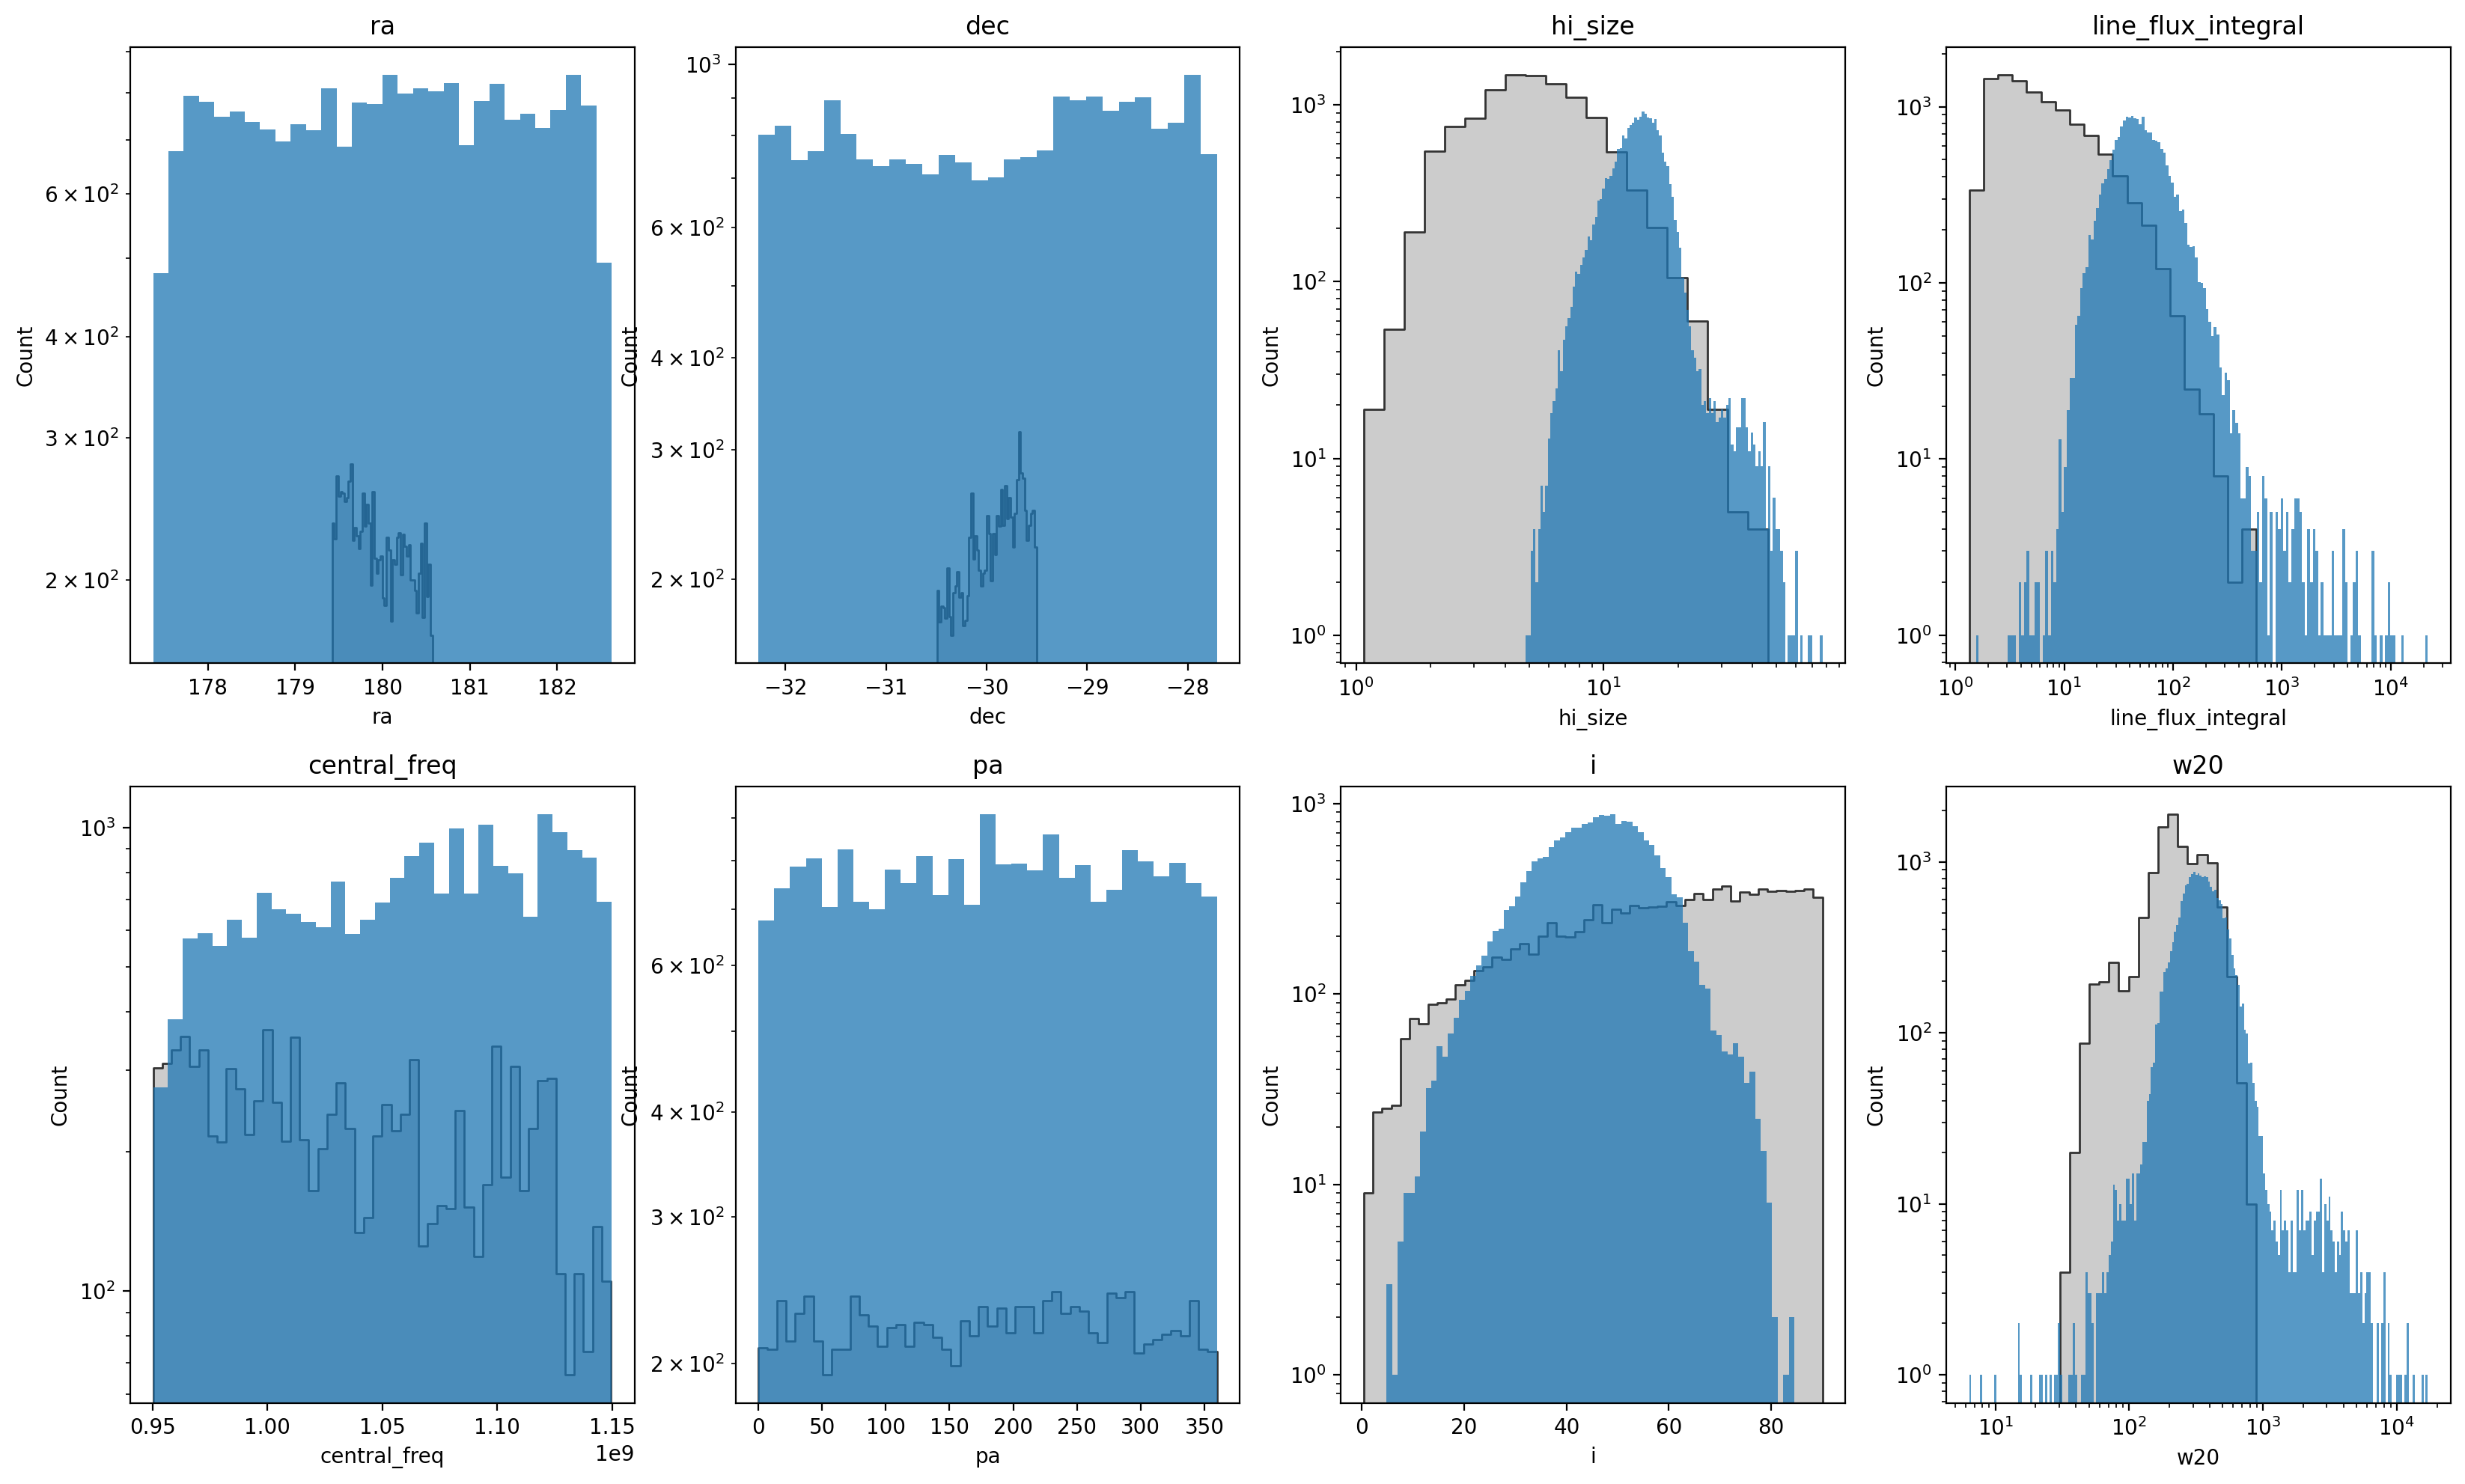 ra
dec
hi_size
line_flux_integral
Count
6 × 10²
4 × 10²
3 × 10²
2 × 10²
178 179 180 181 182
ra
Count
10³
6 × 10²
4 × 10²
3 × 10²
2 × 10²
−32 −31 −30 −29 −28
dec
Count
10³
10²
10¹
10⁰
10⁰ 10¹
hi_size
Count
10³
10²
10¹
10⁰
10⁰ 10¹ 10² 10³ 10⁴
line_flux_integral
central_freq
pa
i
w20
Count
10³
10²
0.95 1.00 1.05 1.10 1.15
1e9
central_freq
Count
6 × 10²
4 × 10²
3 × 10²
2 × 10²
0 50 100 150 200 250 300 350
pa
Count
10³
10²
10¹
10⁰
0 20 40 60 80
i
Count
10³
10²
10¹
10⁰
10¹ 10² 10³ 10⁴
w20